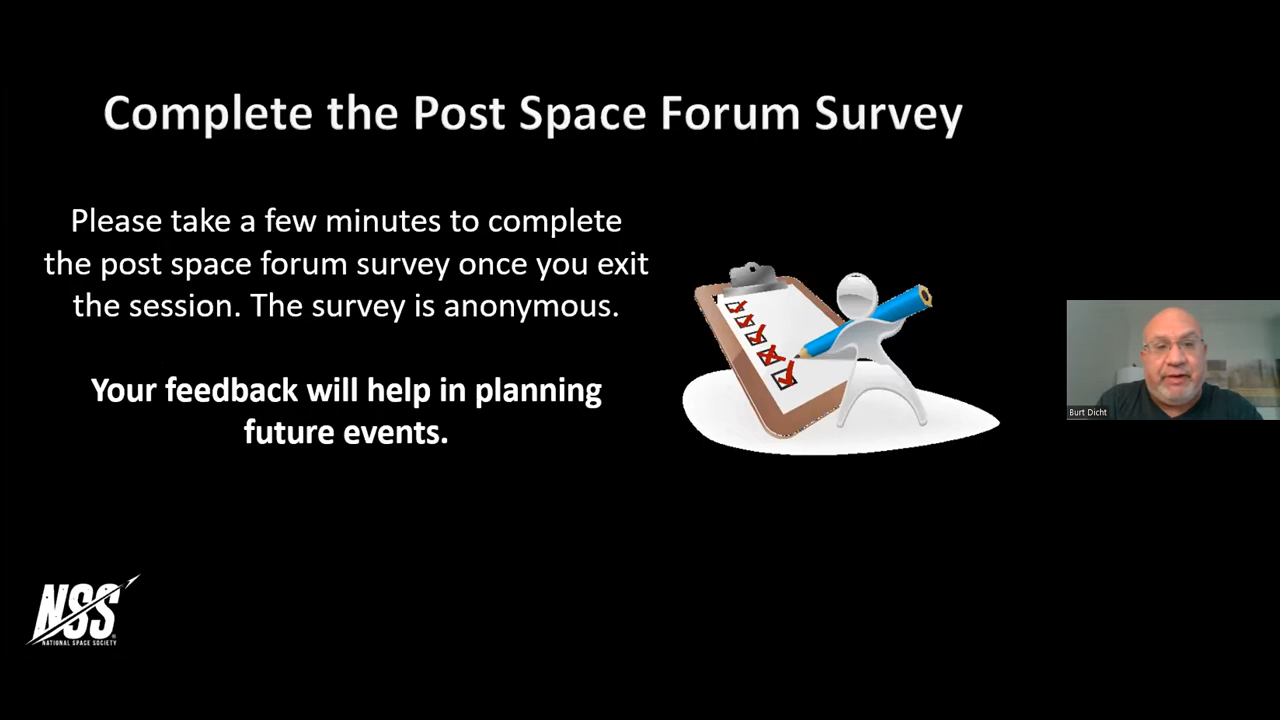 Complete the Post Space Forum Survey
Please take a few minutes to complete
the post space forum survey once you exit
the session. The survey is anonymous.
Your feedback will help in planning
future events.
Burt Dicht
NSS
NATIONAL SPACE SOCIETY